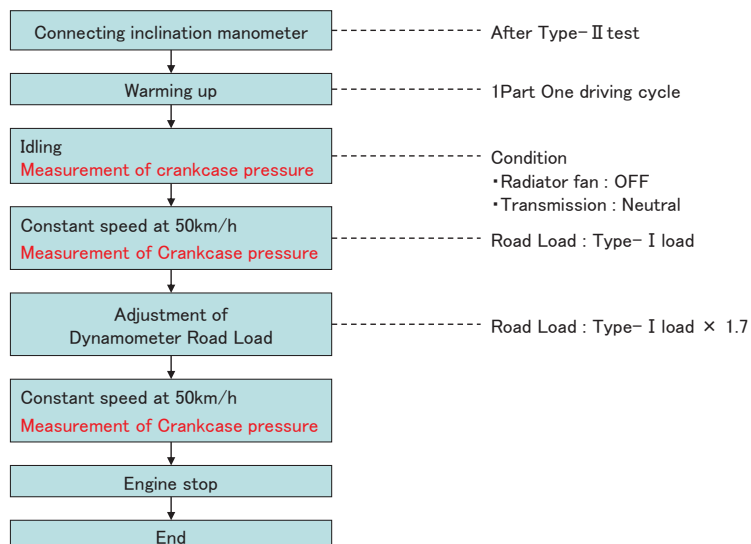 Connecting inclination manometer
After Type-Ⅱ test
Warming up
1Part One driving cycle
Idling
Measurement of crankcase pressure
Condition
・Radiator fan : OFF
・Transmission : Neutral
Constant speed at 50km/h
Measurement of Crankcase pressure
Road Load : Type-Ⅰ load
Adjustment of
Dynamometer Road Load
Road Load : Type-Ⅰ load × 1.7
Constant speed at 50km/h
Measurement of Crankcase pressure
Engine stop
End